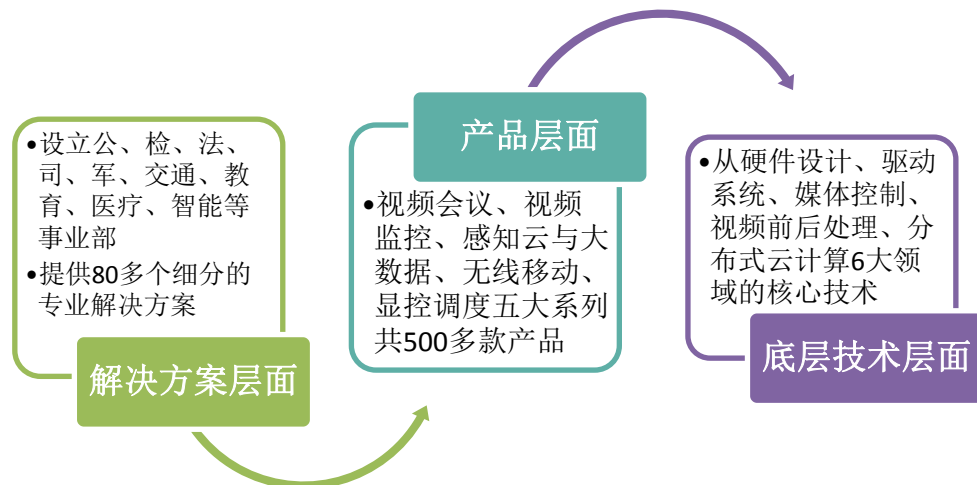 •设立公、检、法、
司、军、交通、教
育、医疗、智能等
事业部
•提供80多个细分的
专业解决方案
解决方案层面
产品层面
•视频会议、视频
监控、感知云与大
数据、无线移动、
显控调度五大系列
共500多款产品
•从硬件设计、驱动
系统、媒体控制、
视频前后处理、分
布式云计算6大领
域的核心技术
底层技术层面